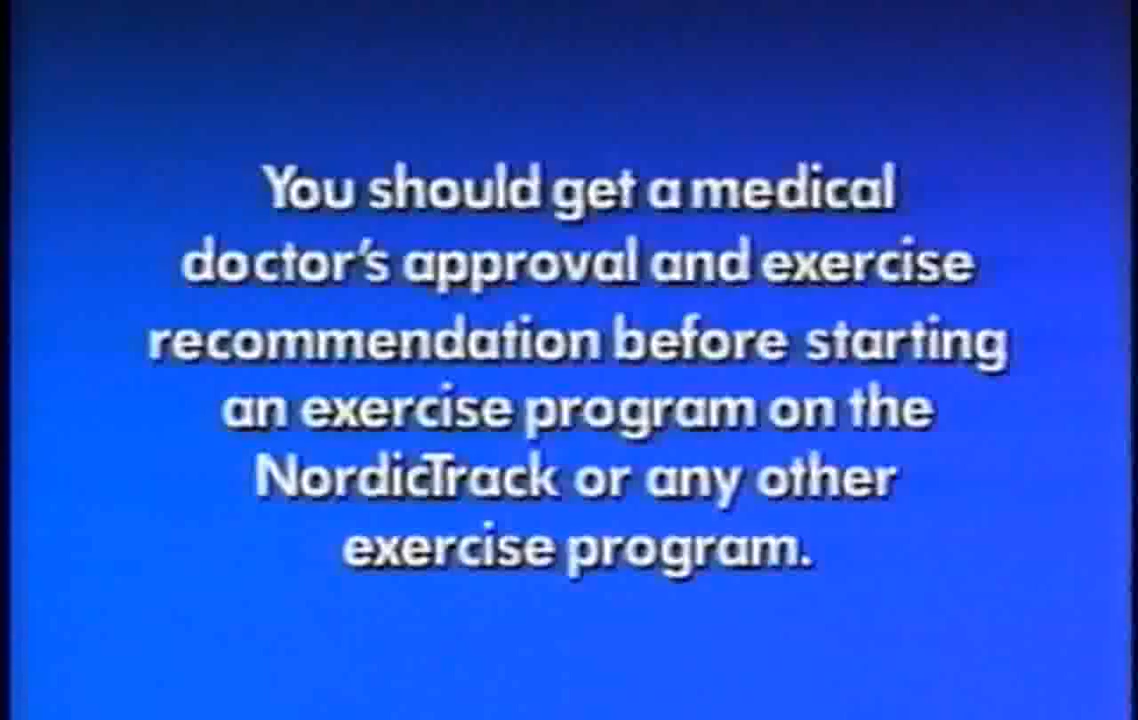 You should get a medical
doctor's approval and exercise
recommendation before starting
an exercise program on the
NordicTrack or any other
exercise program.